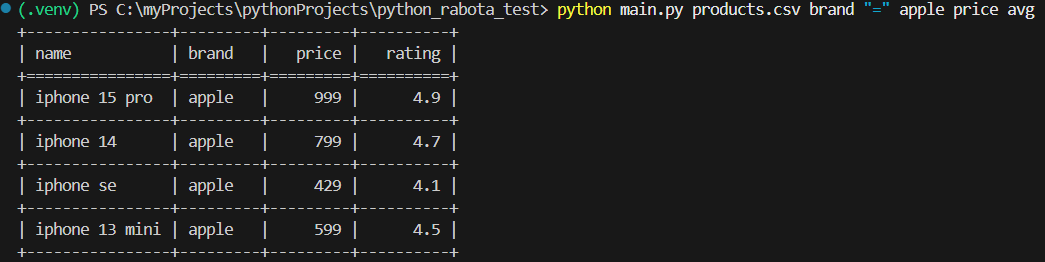 (.venv) PS C:\myProjects\pythonProjects\python_rabota_test> python main.py products.csv brand "=" apple price avg
+----------------+---------+---------+----------+
| name           | brand   |   price |   rating |
+================+=========+=========+==========+
| iphone 15 pro  | apple   |     999 |      4.9 |
+----------------+---------+---------+----------+
| iphone 14      | apple   |     799 |      4.7 |
+----------------+---------+---------+----------+
| iphone se      | apple   |     429 |      4.1 |
+----------------+---------+---------+----------+
| iphone 13 mini | apple   |     599 |      4.5 |
+----------------+---------+---------+----------+